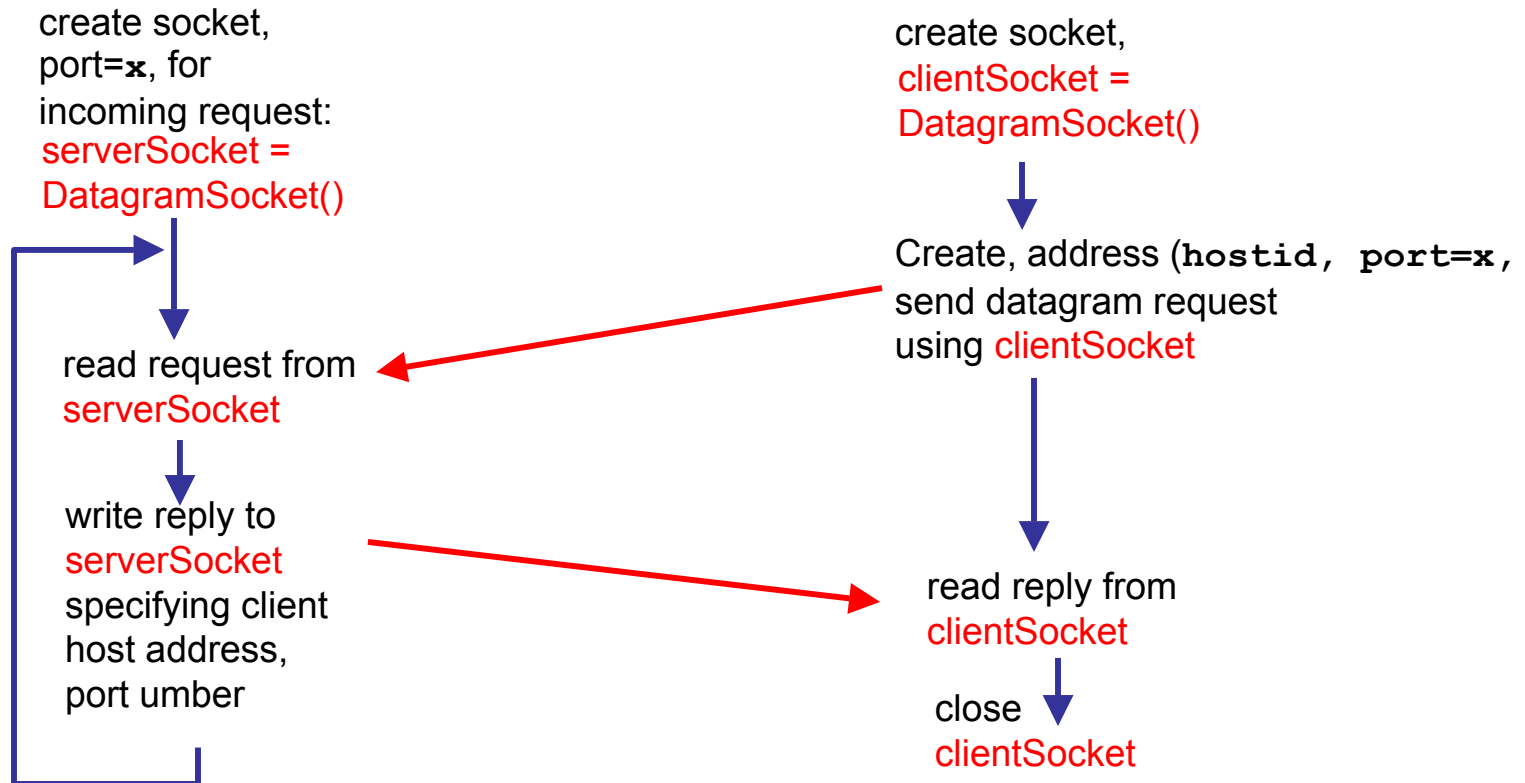 create socket,
port=x, for
incoming request:
serverSocket =
DatagramSocket()
read request from
serverSocket
write reply to
serverSocket
specifying client
host address,
port umber
create socket,
clientSocket =
DatagramSocket()
Create, address (hostid, port=x,
send datagram request
using clientSocket
read reply from
clientSocket
close
clientSocket